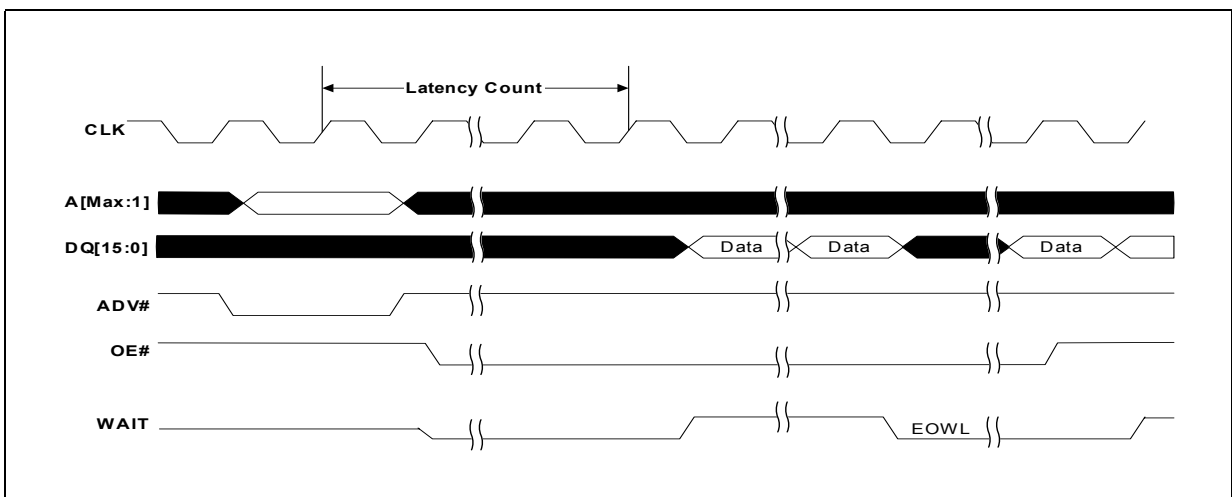 Latency Count
CLK
A[Max:1]
DQ[15:0] Data Data Data
ADV#
OE#
WAIT EOWL